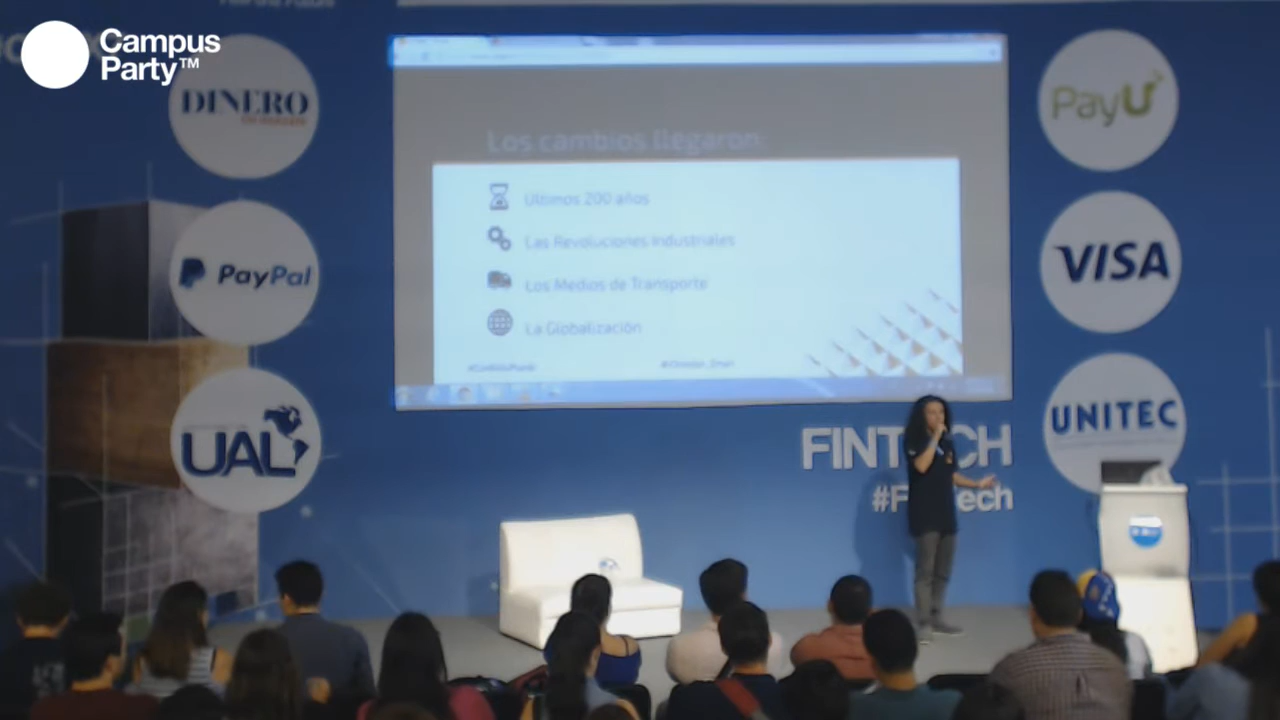 Campus
Party™
DINERO
PayPal
UAL
Los cambios llegaron:
Últimos 200 años
Las Revoluciones Industriales
Los Medios de Transporte
La Globalización
PayU
VISA
UNITEC
FINTECH
#FinTech